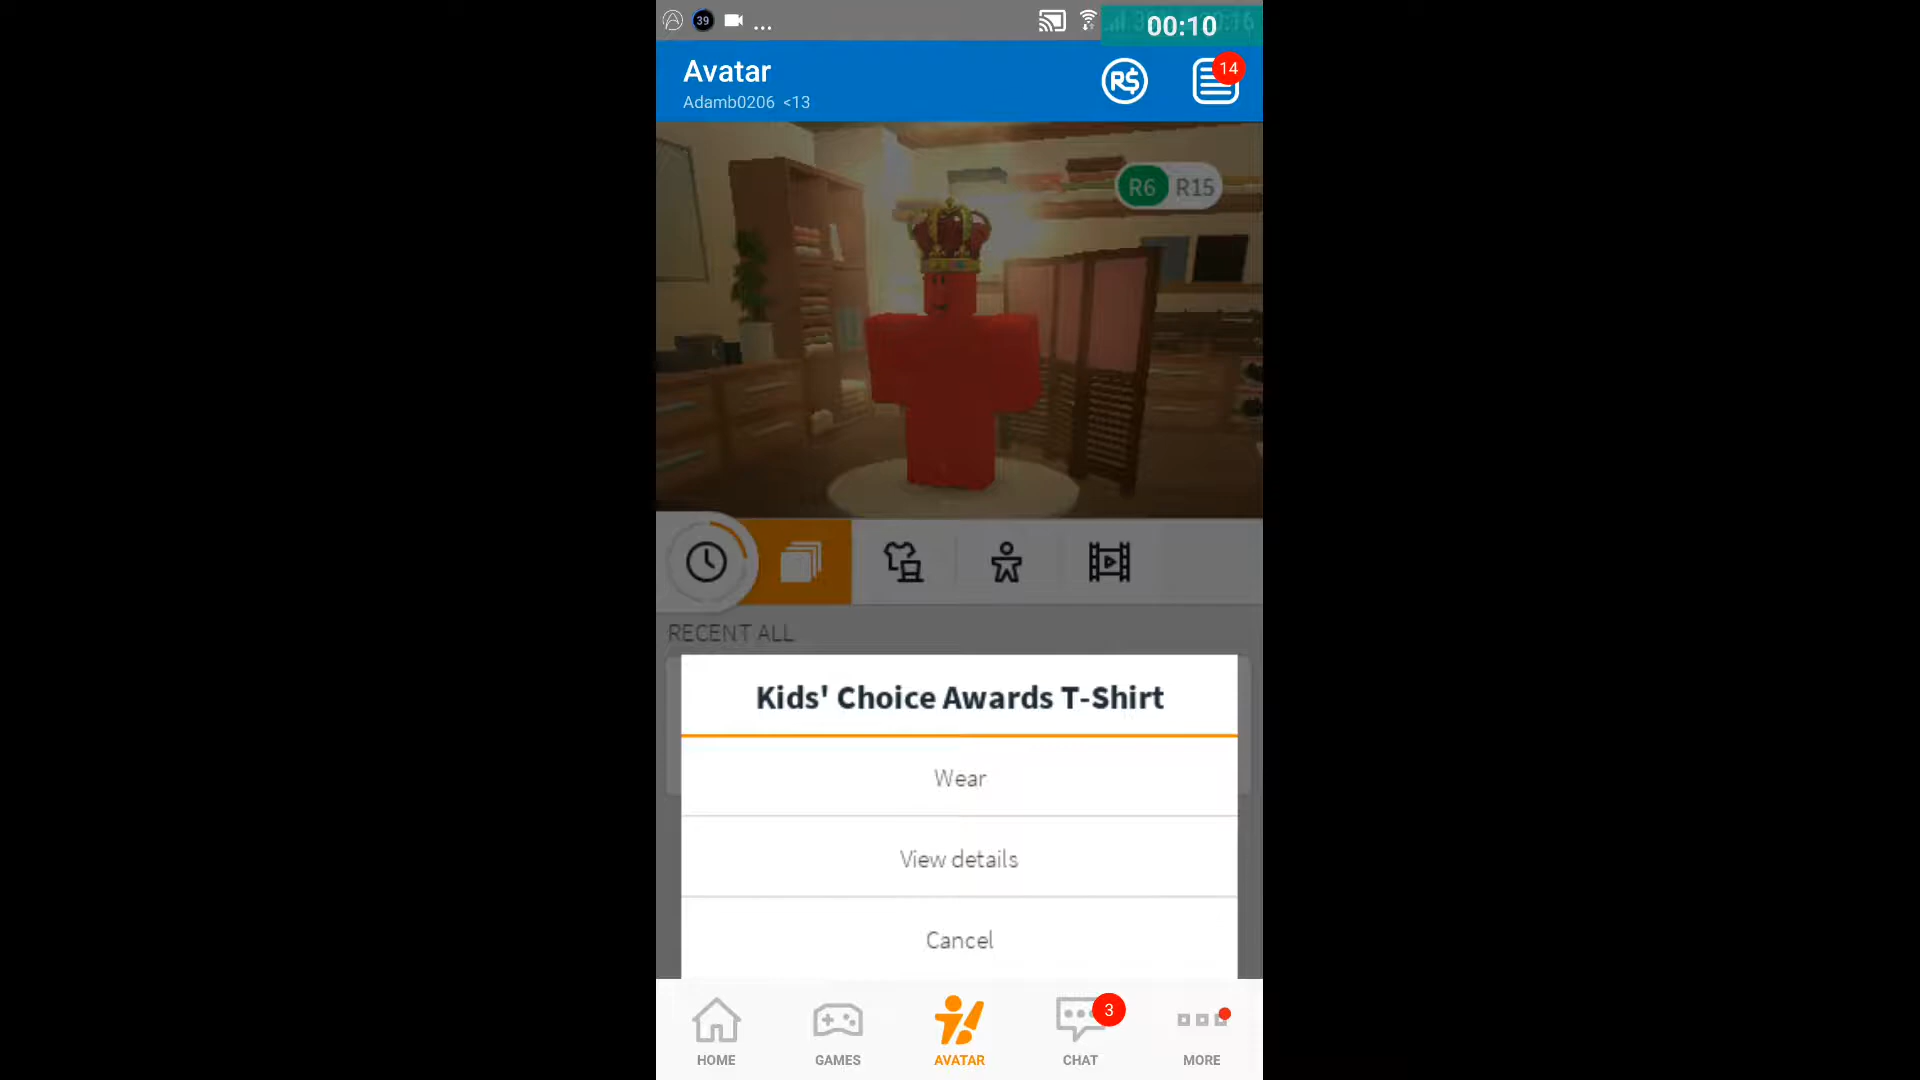 39
...
00:10
Avatar
Adamb0206 <13
R$
14
R6 R15
RECENT ALL
Kids' Choice Awards T-Shirt
Wear
View details
Cancel
3
HOME
GAMES
AVATAR
CHAT
MORE